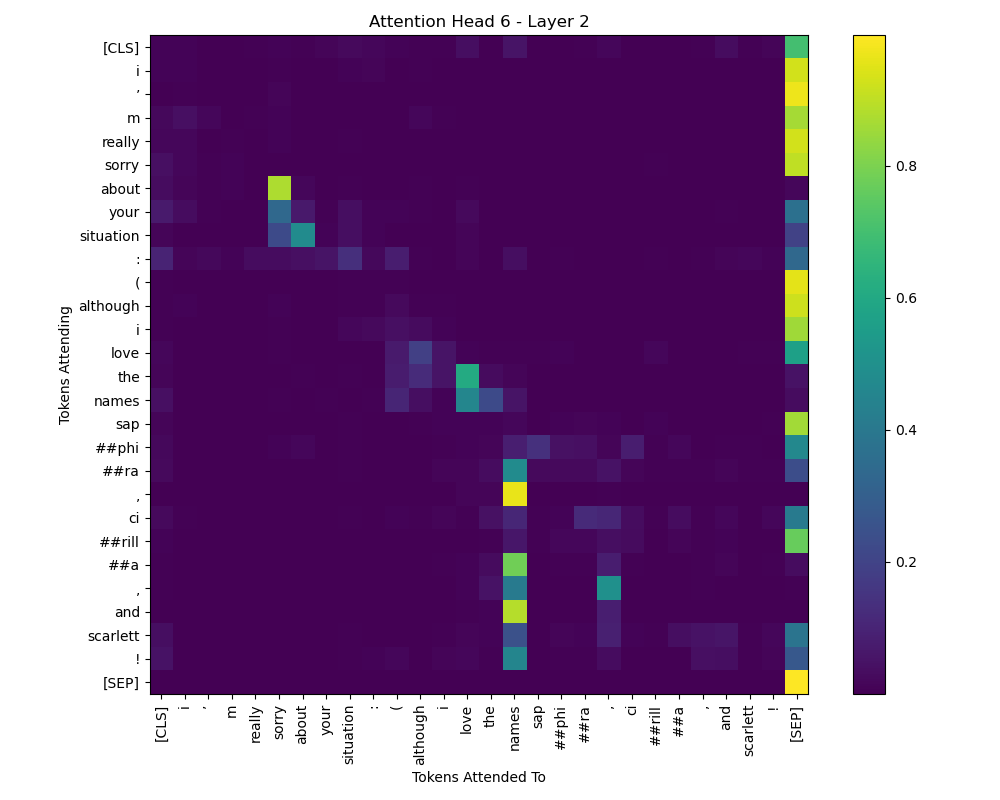 Attention Head 6 - Layer 2
Tokens Attending
[CLS]
i
’
m
really
sorry
about
your
situation
:
(
although
i
love
the
names
sap
##phi
##ra
,
ci
##rill
##a
,
and
scarlett
!
[SEP]
[CLS]
i
’
m
really
sorry
about
your
situation
:
(
although
i
love
the
names
sap
##phi
##ra
,
ci
##rill
##a
,
and
scarlett
!
[SEP]
Tokens Attended To
0.8
0.6
0.4
0.2